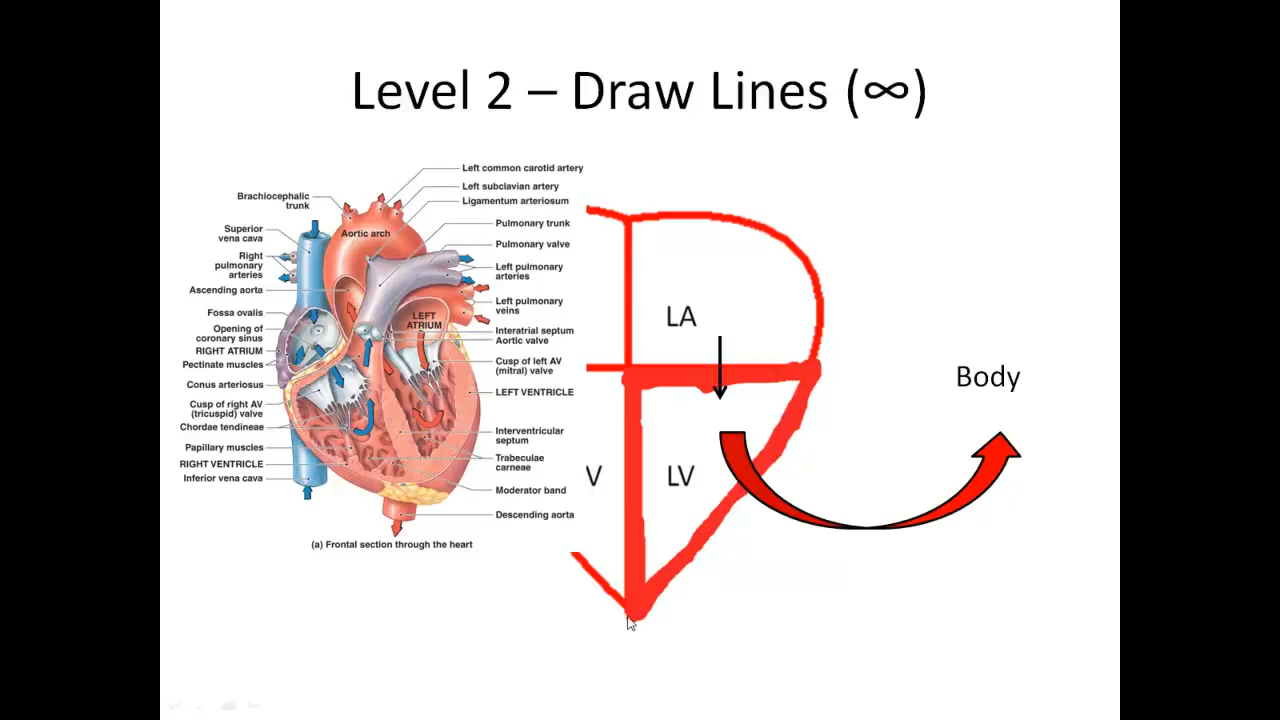 Level 2 – Draw Lines (∞)
Left common carotid artery
Left subclavian artery
Ligamentum arteriosum
Pulmonary trunk
Pulmonary valve
Left pulmonary
arteries
Left pulmonary
veins
Interatrial septum
Aortic valve
Cusp of left AV
(mitral) valve
LEFT VENTRICLE
Interventricular
septum
Trabeculae
carneae
Moderator band
Descending aorta
Brachiocephalic
trunk
Superior
vena cava
Right
pulmonary
arteries
Ascending aorta
Fossa ovalis
Opening of
coronary sinus
RIGHT ATRIUM
Pectinate muscles
Conus arteriosus
Cusp of right AV
(tricuspid) valve
Chordae tendineae
Papillary muscles
RIGHT VENTRICLE
Inferior vena cava
Aortic arch
LEFT
ATRIUM
(a) Frontal section through the heart
LA
V
LV
Body